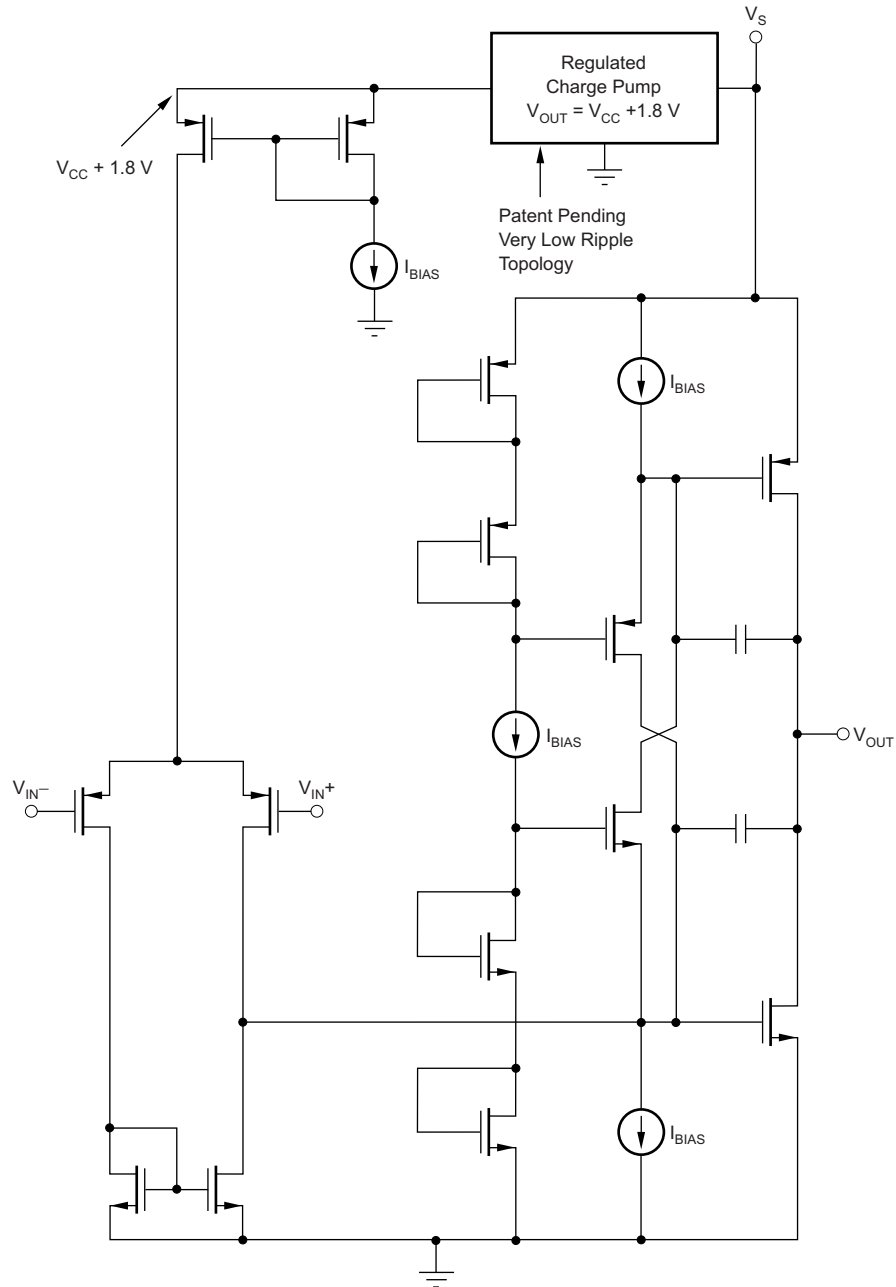 V_S
Regulated
Charge Pump
V_OUT = V_CC +1.8 V
V_CC + 1.8 V
Patent Pending
Very Low Ripple
Topology
I_BIAS
I_BIAS
I_BIAS
V_OUT
V_IN–
V_IN+
I_BIAS